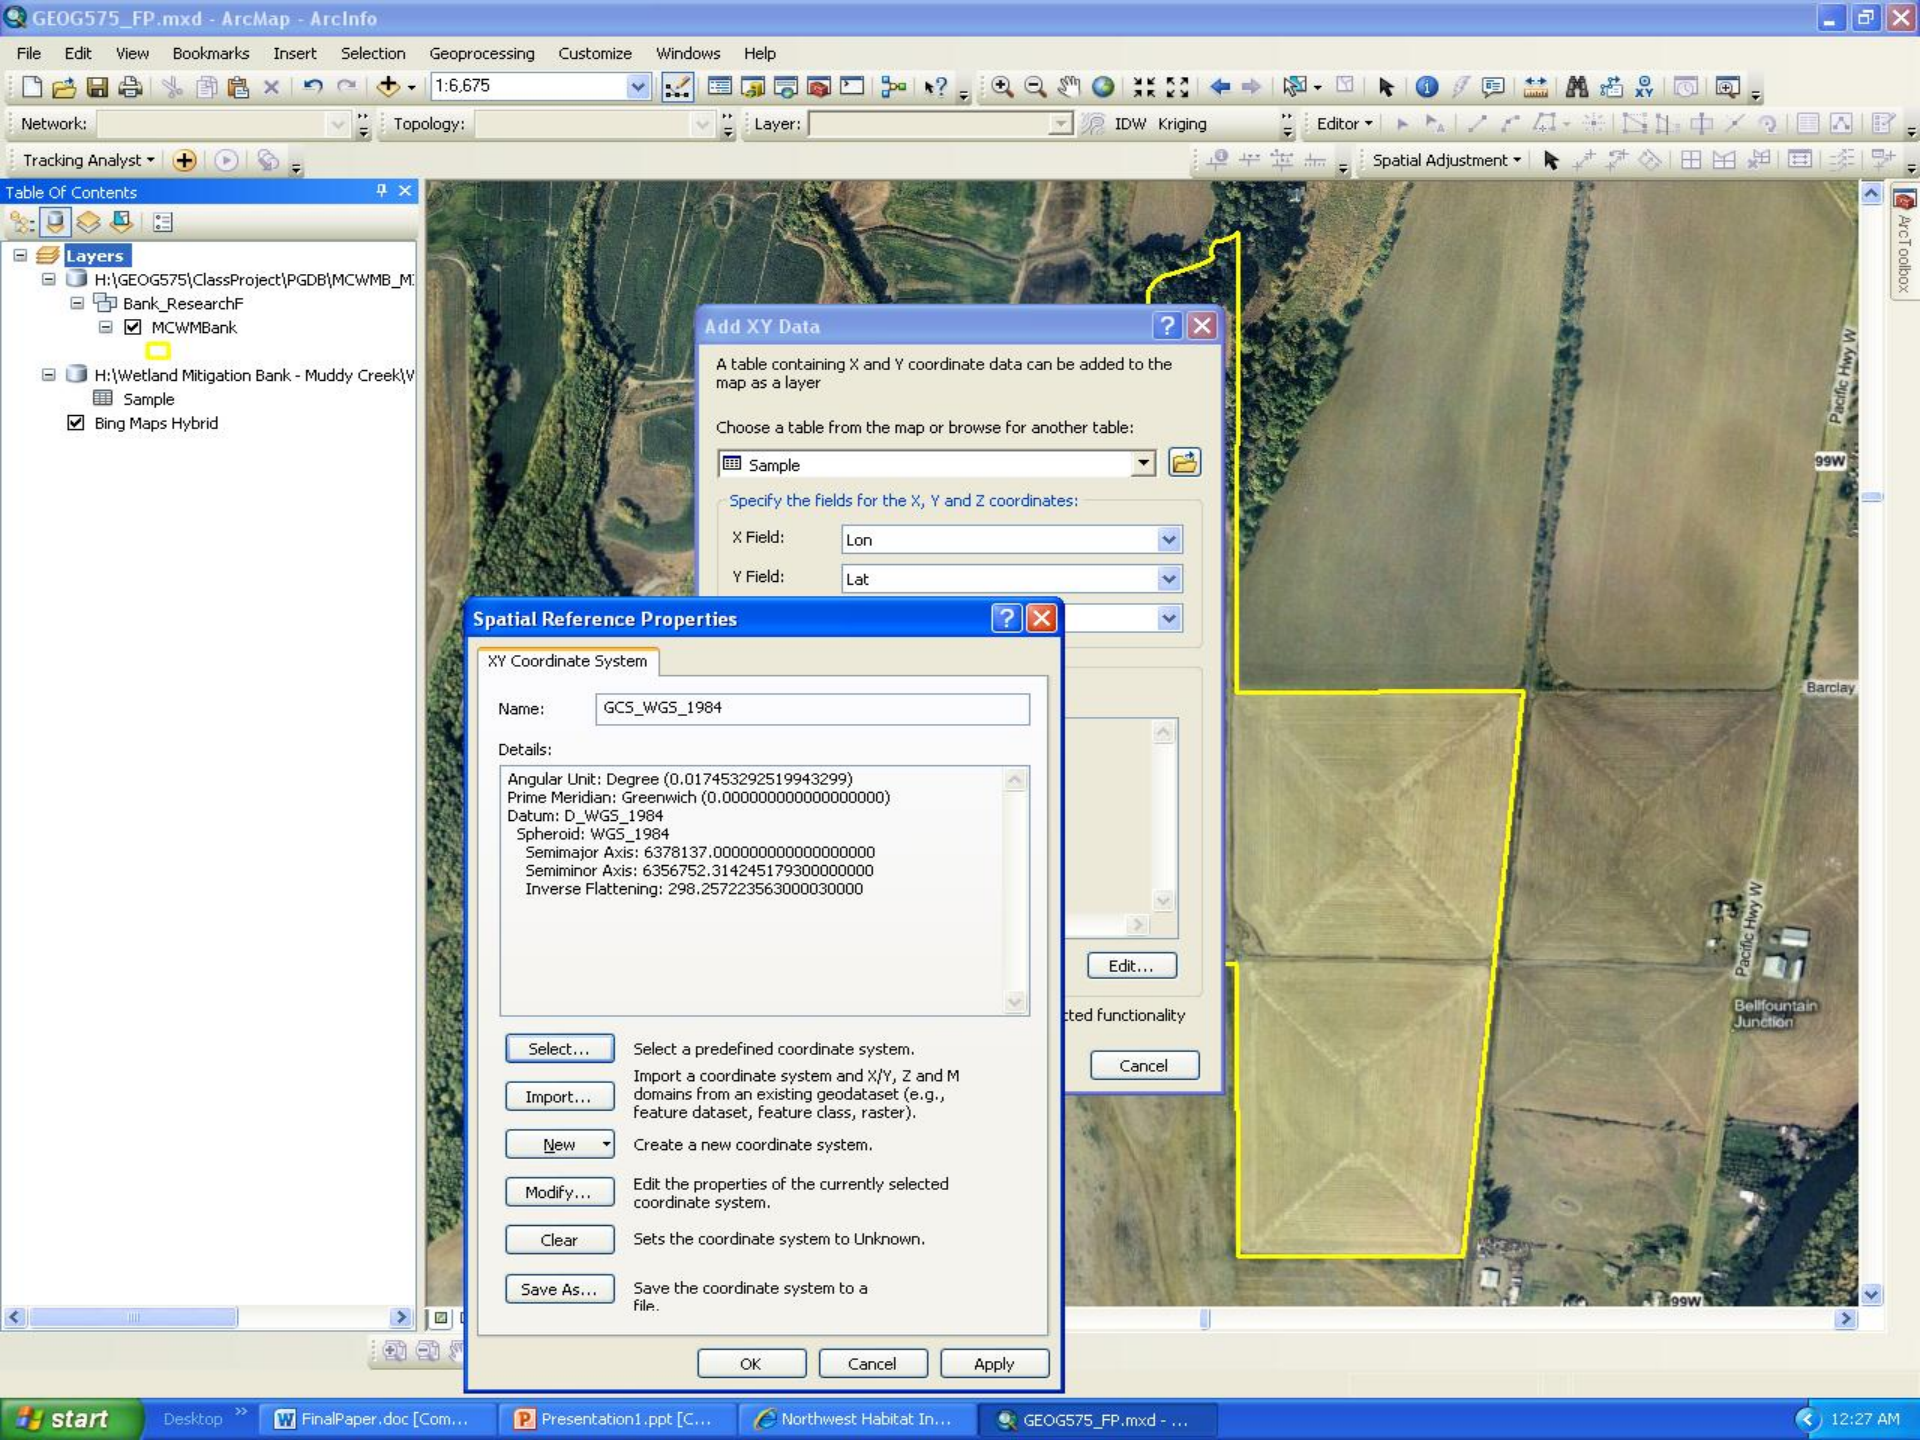 GEOG575_FP.mxd - ArcMap - ArcInfo
File Edit View Bookmarks Insert Selection Geoprocessing Customize Windows Help
1:6,675
Network:
Topology:
Layer:
IDW Kriging
Editor
Tracking Analyst
Spatial Adjustment
Table Of Contents
Layers
H:\GEOG575\ClassProject\PGDB\MCWMB_M
Bank_ResearchF
MCWMBank
H:\Wetland Mitigation Bank - Muddy Creek\
Sample
Bing Maps Hybrid
ArcToolbox
Add XY Data
A table containing X and Y coordinate data can be added to the
map as a layer
Choose a table from the map or browse for another table:
Sample
Specify the fields for the X, Y and Z coordinates:
X Field: Lon
Y Field: Lat
Edit...
functionality
Cancel
Spatial Reference Properties
XY Coordinate System
Name: GCS_WGS_1984
Details:
Angular Unit: Degree (0.017453292519943299)
Prime Meridian: Greenwich (0.000000000000000000)
Datum: D_WGS_1984
Spheroid: WGS_1984
Semimajor Axis: 6378137.000000000000000000
Semiminor Axis: 6356752.314245179300000000
Inverse Flattening: 298.257223563000030000
Select... Select a predefined coordinate system.
Import... Import a coordinate system and X/Y, Z and M
domains from an existing geodataset (e.g.,
feature dataset, feature class, raster).
New Create a new coordinate system.
Modify... Edit the properties of the currently selected
coordinate system.
Clear Sets the coordinate system to Unknown.
Save As... Save the coordinate system to a
file.
OK Cancel Apply
Pacific Hwy W
99W
Barclay
Pacific Hwy W
Bellfountain
Junction
99W
start
Desktop
FinalPaper.doc [Com...
Presentation1.ppt [C...
Northwest Habitat In...
GEOG575_FP.mxd - ...
12:27 AM